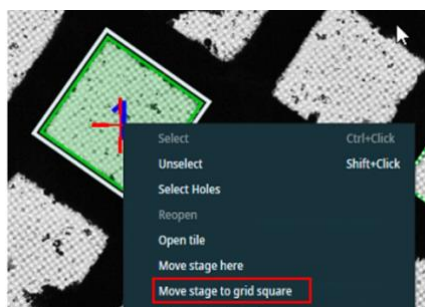 1
Select Ctrl+Click
Unselect Shift+Click
Select Holes
Reopen
Open tile
Move stage here
Move stage to grid square